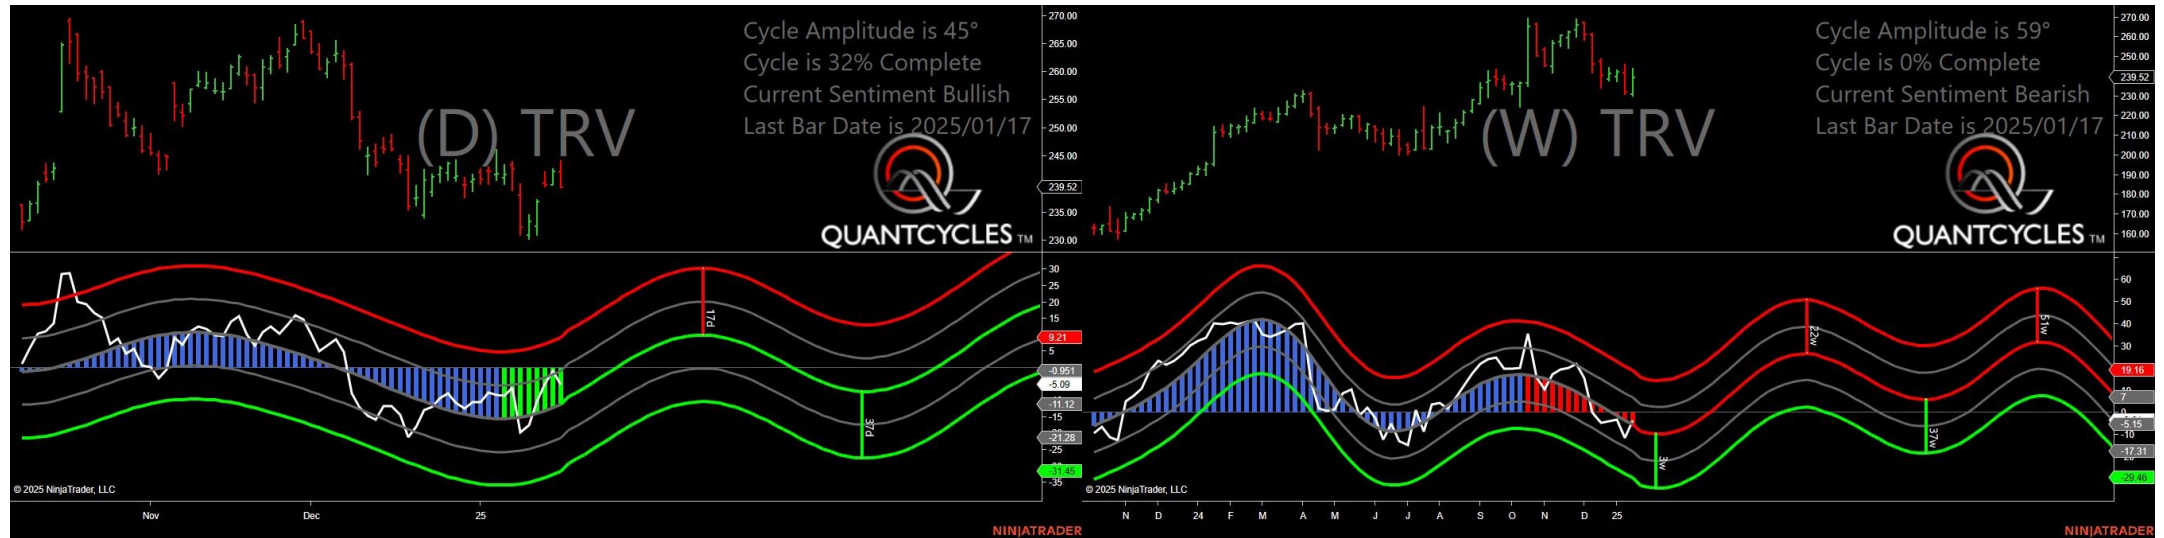 Cycle Amplitude is 45°
Cycle is 32% Complete
Current Sentiment Bullish
Last Bar Date is 2025/01/17
(D) TRV
QUANTCYCLES TM
270.00
265.00
260.00
255.00
250.00
245.00
239.52
235.00
230.00
30
25
20
15
9.21
5
-0.951
-5.09
-11.12
-15
-21.28
-25
-31.45
-35
17d
37d
© 2025 NinjaTrader, LLC
Nov
Dec
25
NINJATRADER
Cycle Amplitude is 59°
Cycle is 0% Complete
Current Sentiment Bearish
Last Bar Date is 2025/01/17
(W) TRV
QUANTCYCLES TM
270.00
260.00
250.00
239.52
230.00
220.00
210.00
200.00
190.00
180.00
170.00
160.00
60
50
40
30
19.16
7
0
-5.15
-10
-17.31
-29.46
3w
22w
37w
51w
© 2025 NinjaTrader, LLC
N D 24 F M A M J J A S O N D 25
NINJATRADER